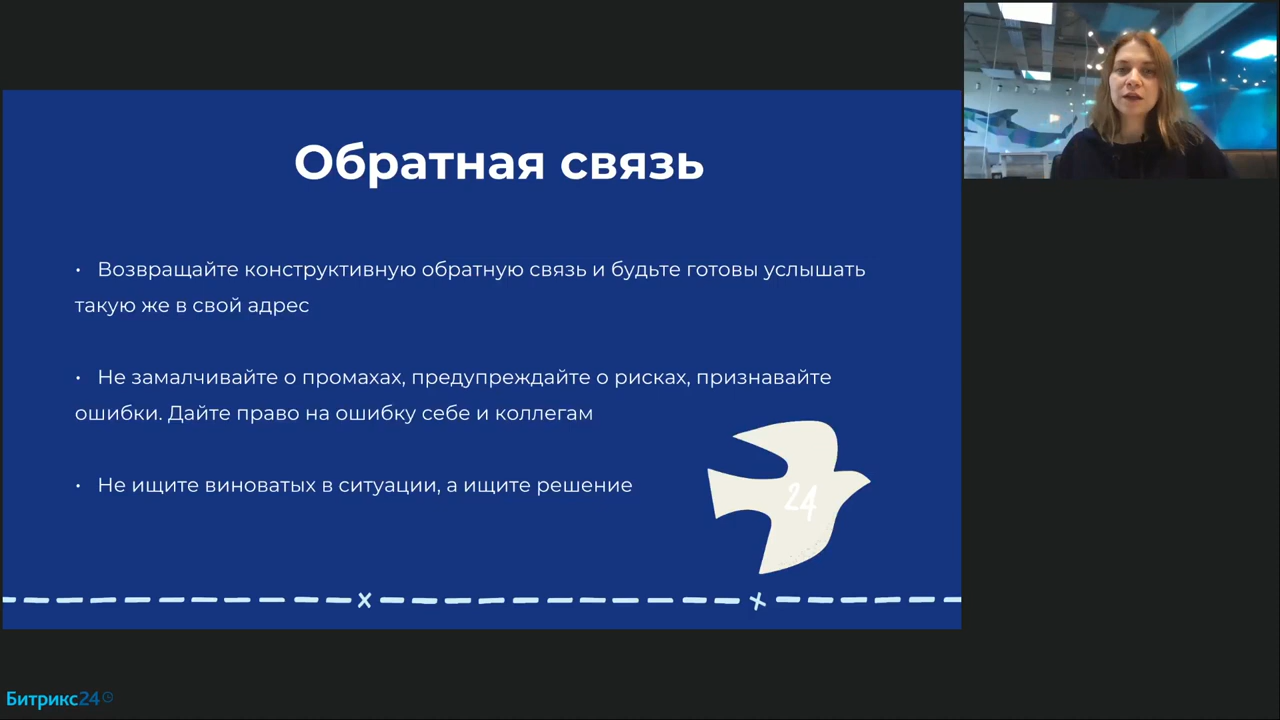 Обратная связь
• Возвращайте конструктивную обратную связь и будьте готовы услышать
такую же в свой адрес
• Не замалчивайте о промахах, предупреждайте о рисках, признавайте
ошибки. Дайте право на ошибку себе и коллегам
• Не ищите виноватых в ситуации, а ищите решение
24
Битрикс24